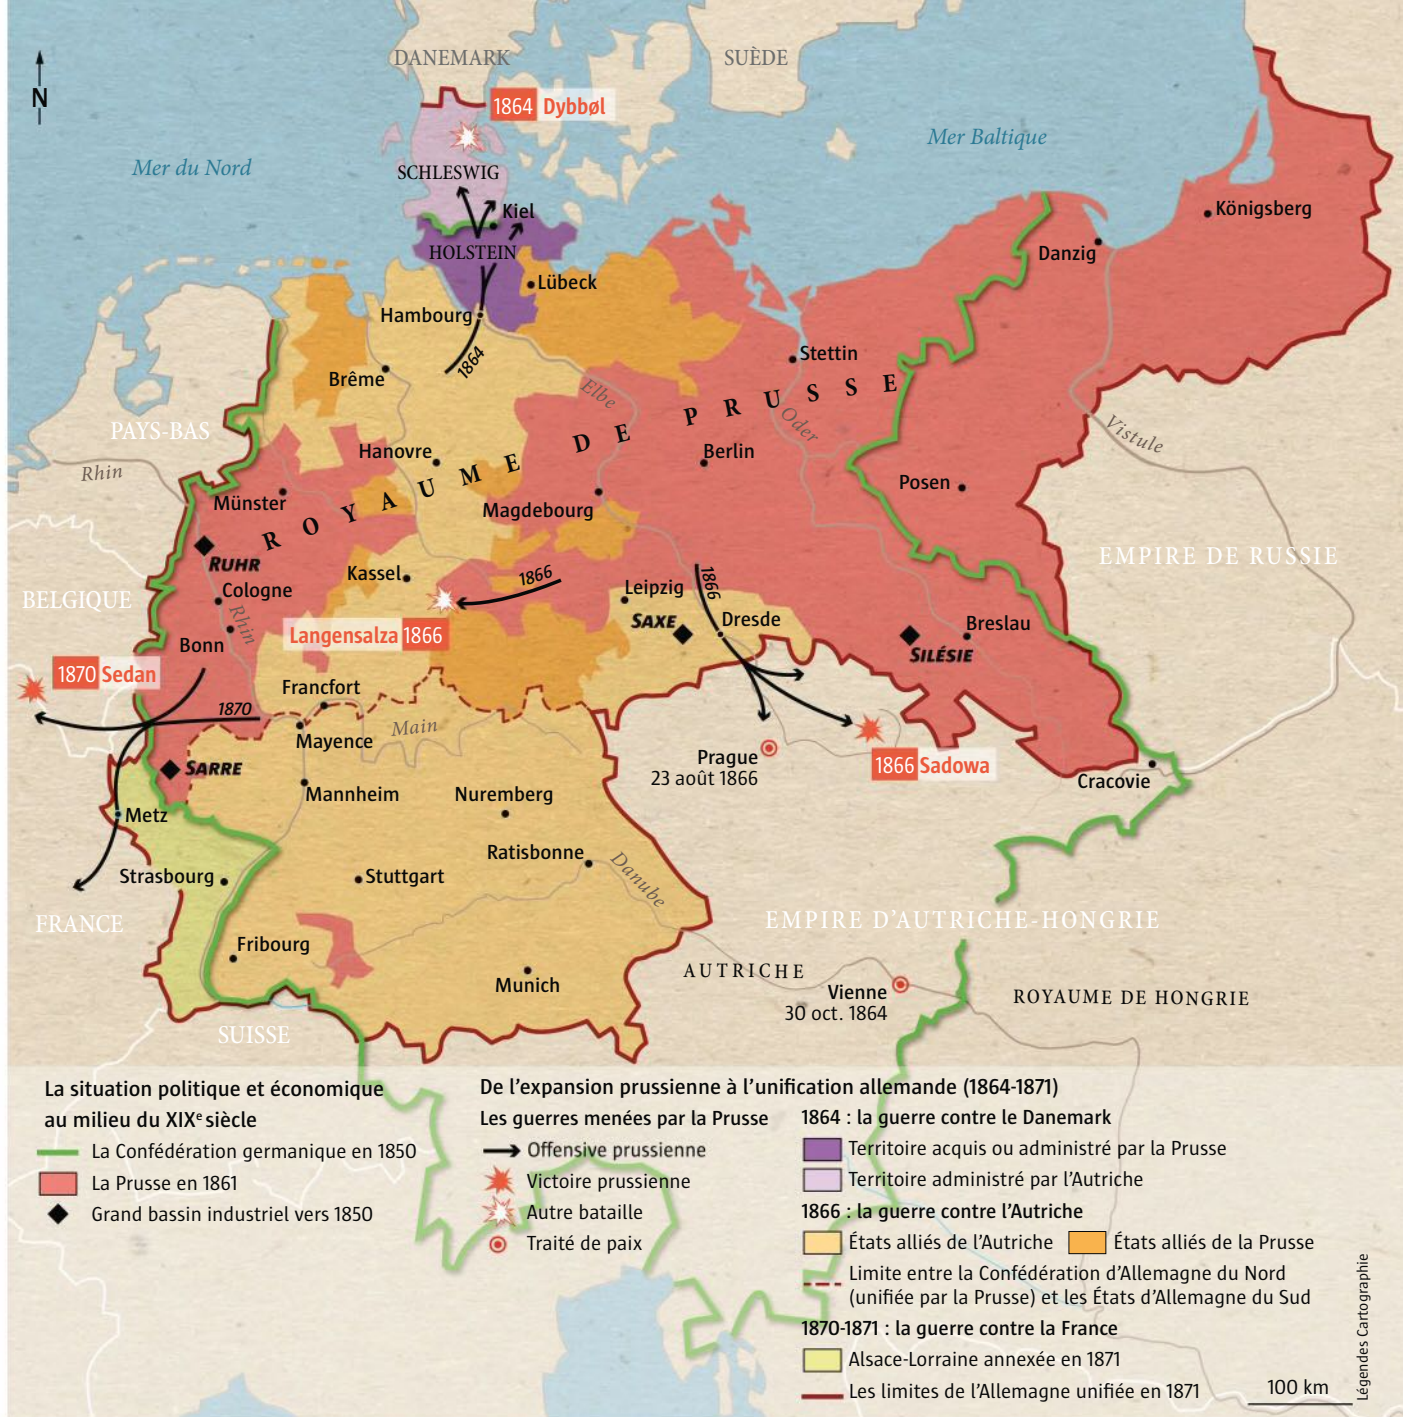 DANEMARK
SUÈDE
N
1864 Dybbøl
Mer du Nord
Mer Baltique
SCHLESWIG
Kiel
Königsberg
HOLSTEIN
Danzig
Lübeck
Hambourg
1864
Stettin
Brême
Elbe
ROYAUME DE PRUSSE
Oder
PAYS-BAS
Vistule
Rhin
Hanovre
Berlin
Posen
Münster
Magdebourg
EMPIRE DE RUSSIE
RUHR
Kassel
1866
1866
Leipzig
BELGIQUE
Cologne
Rhin
SAXE
Dresde
Breslau
Langensalza 1866
Bonn
SILÉSIE
1870 Sedan
Francfort
1870
Main
Mayence
Prague
23 août 1866
1866 Sadowa
SARRE
Cracovie
Mannheim
Nuremberg
Metz
Ratisbonne
Danube
Strasbourg
Stuttgart
FRANCE
EMPIRE D'AUTRICHE-HONGRIE
Fribourg
AUTRICHE
Munich
Vienne
30 oct. 1864
ROYAUME DE HONGRIE
SUISSE
La situation politique et économique
au milieu du XIXe siècle
La Confédération germanique en 1850
La Prusse en 1861
Grand bassin industriel vers 1850
De l'expansion prussienne à l'unification allemande (1864-1871)
Les guerres menées par la Prusse
Offensive prussienne
Victoire prussienne
Autre bataille
Traité de paix
1864 : la guerre contre le Danemark
Territoire acquis ou administré par la Prusse
Territoire administré par l'Autriche
1866 : la guerre contre l'Autriche
États alliés de l'Autriche
États alliés de la Prusse
Limite entre la Confédération d'Allemagne du Nord
(unifiée par la Prusse) et les États d'Allemagne du Sud
1870-1871 : la guerre contre la France
Alsace-Lorraine annexée en 1871
Les limites de l'Allemagne unifiée en 1871
100 km
Légendes Cartographie